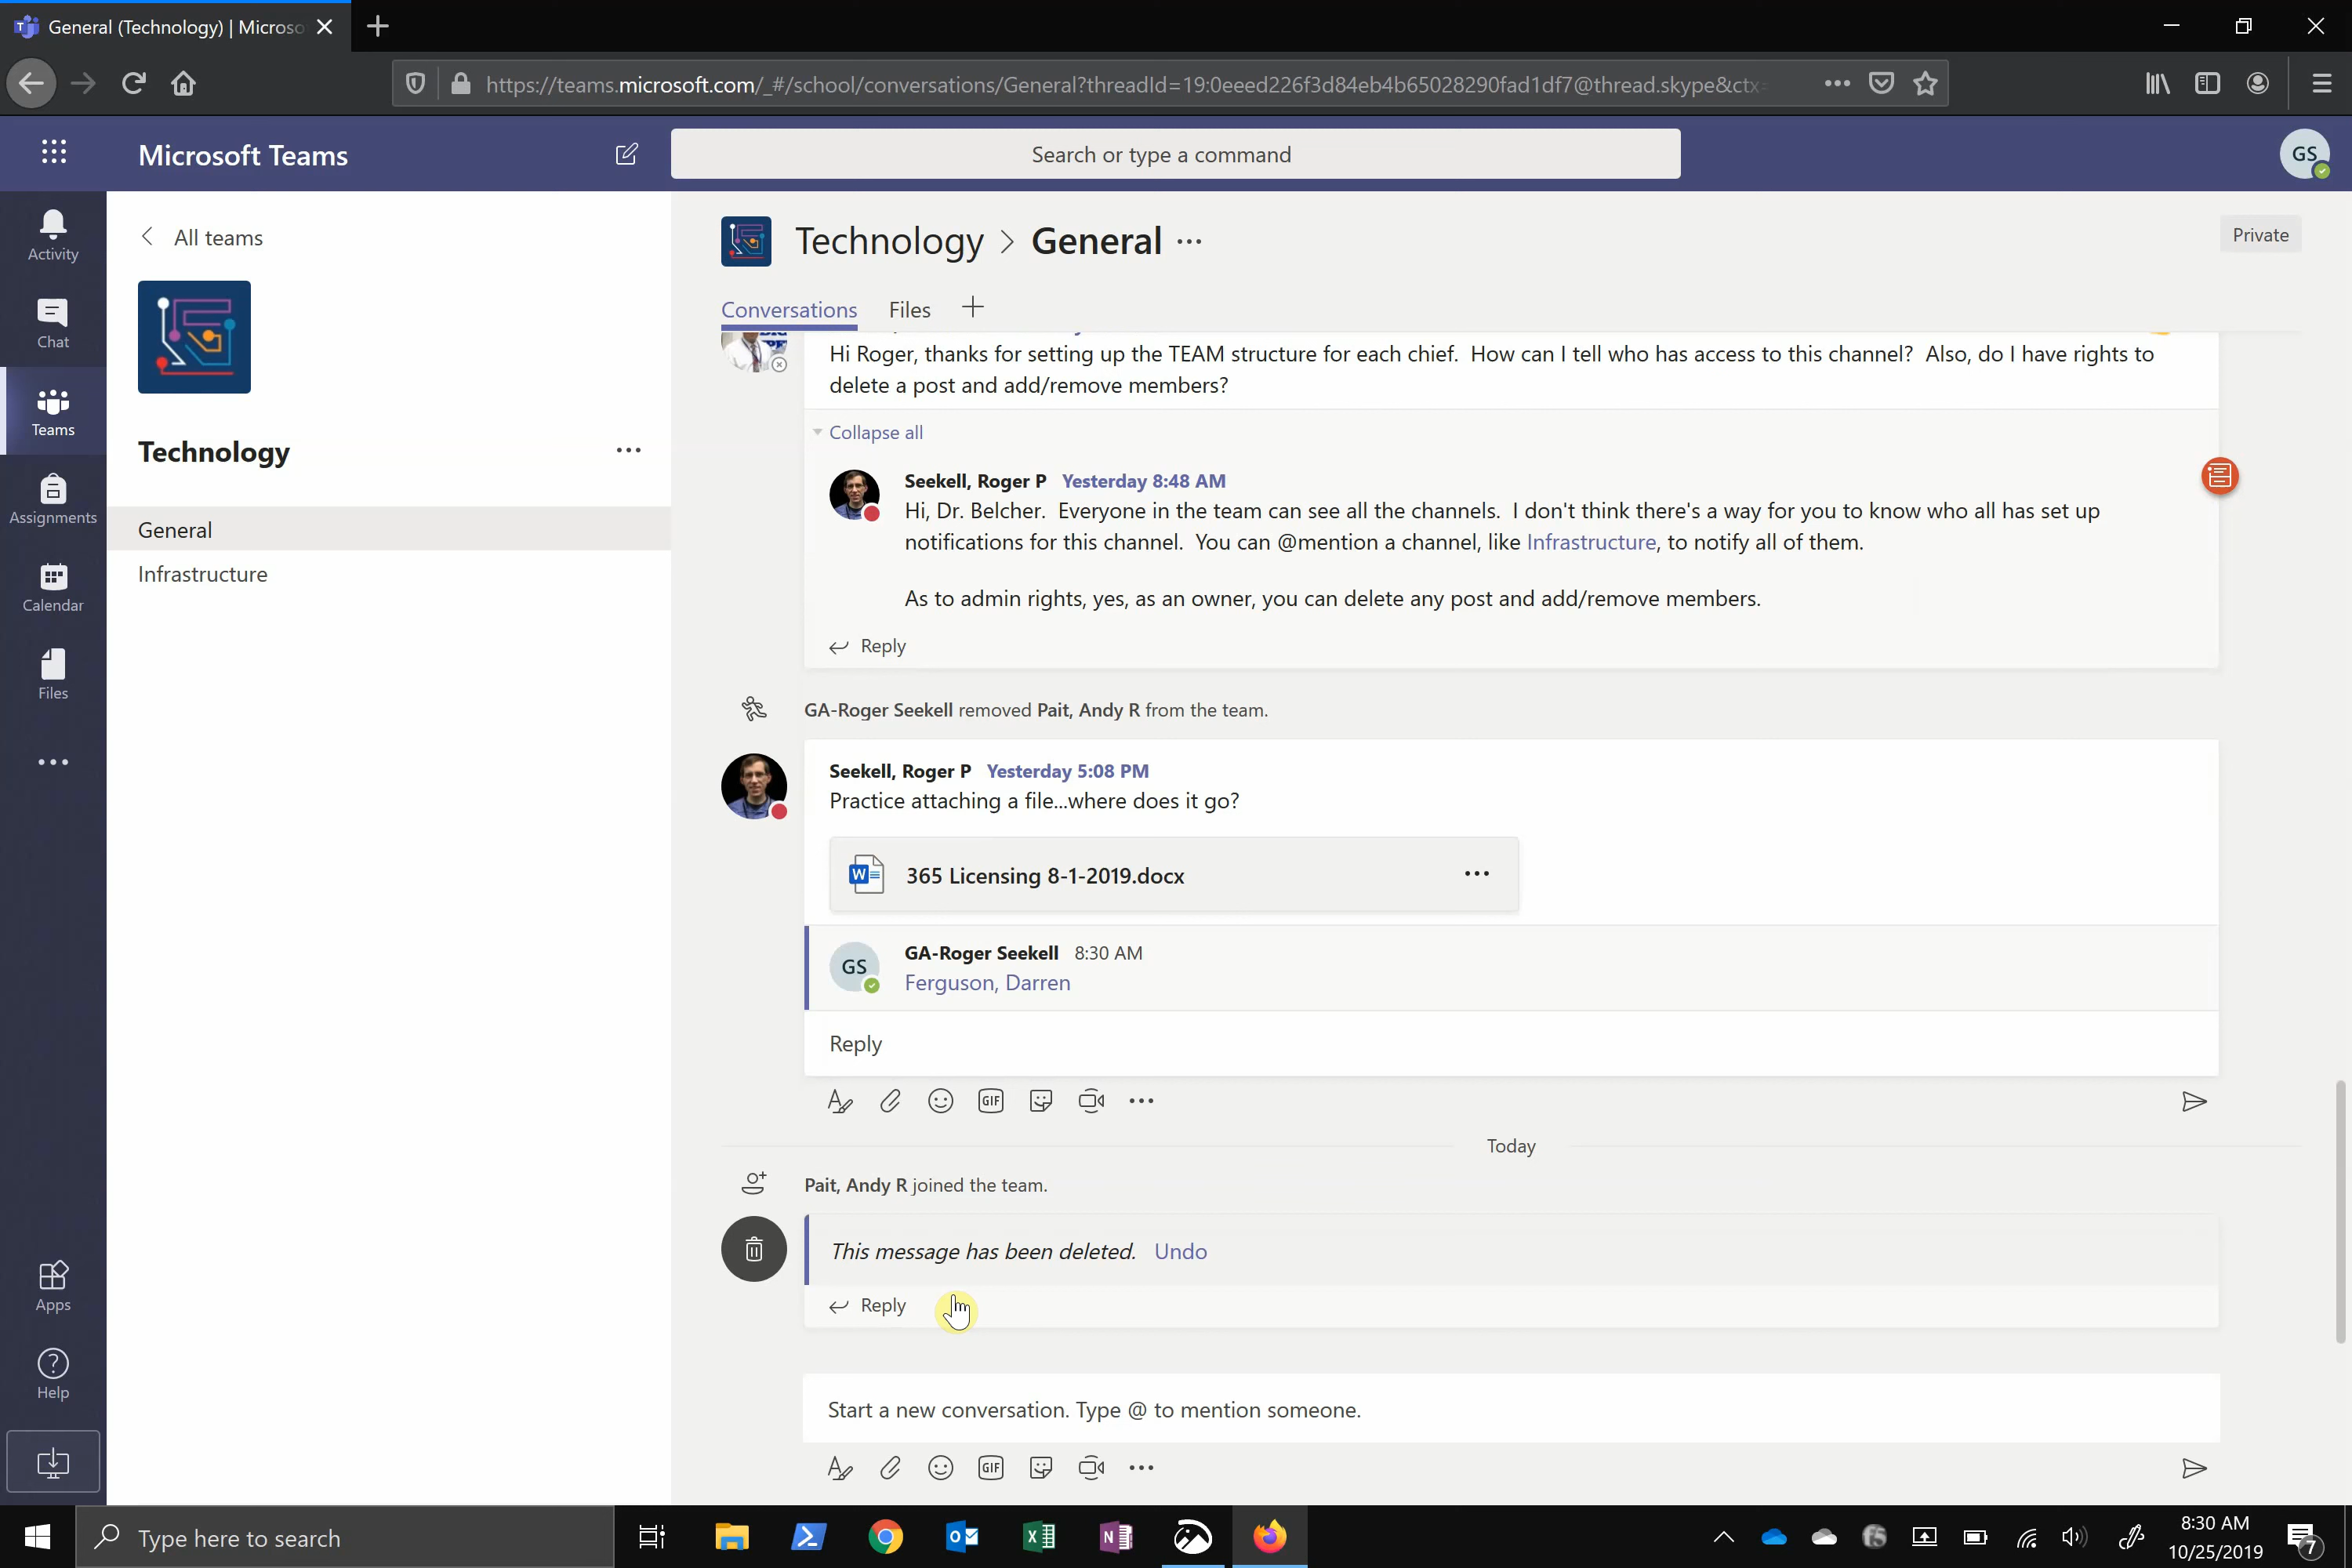 General (Technology) | Microso
https://teams.microsoft.com/_#/school/conversations/General?threadId=19:0eeed226f3d84eb4b65028290fad1df7@thread.skype&ctx=
Microsoft Teams
Search or type a command
GS
Activity
Chat
Teams
Assignments
Calendar
Files
Apps
Help
All teams
Technology
General
Infrastructure
Technology > General
Private
Conversations
Files
Hi Roger, thanks for setting up the TEAM structure for each chief. How can I tell who has access to this channel? Also, do I have rights to
delete a post and add/remove members?
Collapse all
Seekell, Roger P Yesterday 8:48 AM
Hi, Dr. Belcher. Everyone in the team can see all the channels. I don't think there's a way for you to know who all has set up
notifications for this channel. You can @mention a channel, like Infrastructure, to notify all of them.
As to admin rights, yes, as an owner, you can delete any post and add/remove members.
Reply
GA-Roger Seekell removed Pait, Andy R from the team.
Seekell, Roger P Yesterday 5:08 PM
Practice attaching a file...where does it go?
W
365 Licensing 8-1-2019.docx
GS
GA-Roger Seekell 8:30 AM
Ferguson, Darren
Reply
GIF
Today
Pait, Andy R joined the team.
This message has been deleted. Undo
Reply
Start a new conversation. Type @ to mention someone.
GIF
Type here to search
8:30 AM
10/25/2019
7